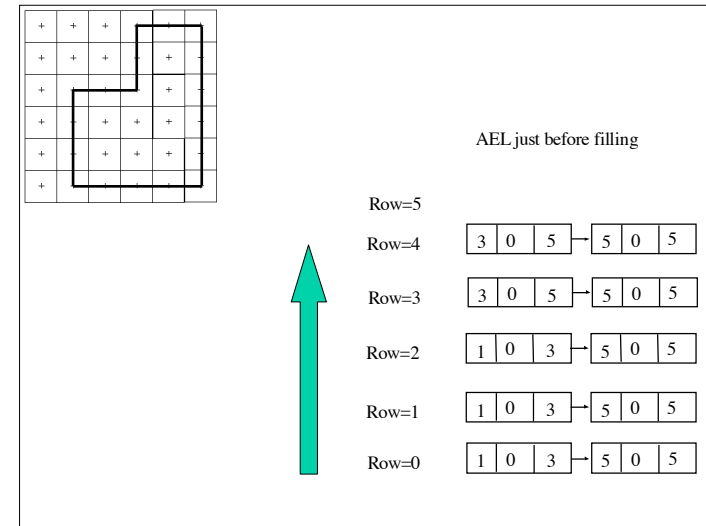 AEL just before filling
Row=5
Row=4 3 0 5 5 0 5
Row=3 3 0 5 5 0 5
Row=2 1 0 3 5 0 5
Row=1 1 0 3 5 0 5
Row=0 1 0 3 5 0 5